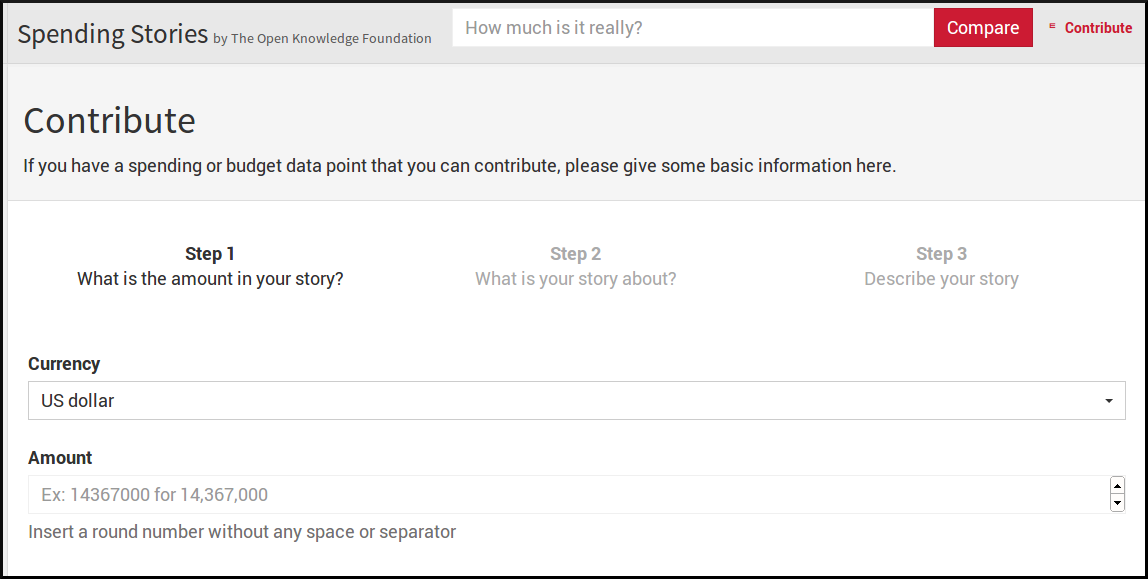 Spending Stories by The Open Knowledge Foundation
How much is it really?
Compare
Contribute
Contribute
If you have a spending or budget data point that you can contribute, please give some basic information here.
Step 1
What is the amount in your story?
Step 2
What is your story about?
Step 3
Describe your story
Currency
US dollar
Amount
Ex: 14367000 for 14,367,000
Insert a round number without any space or separator